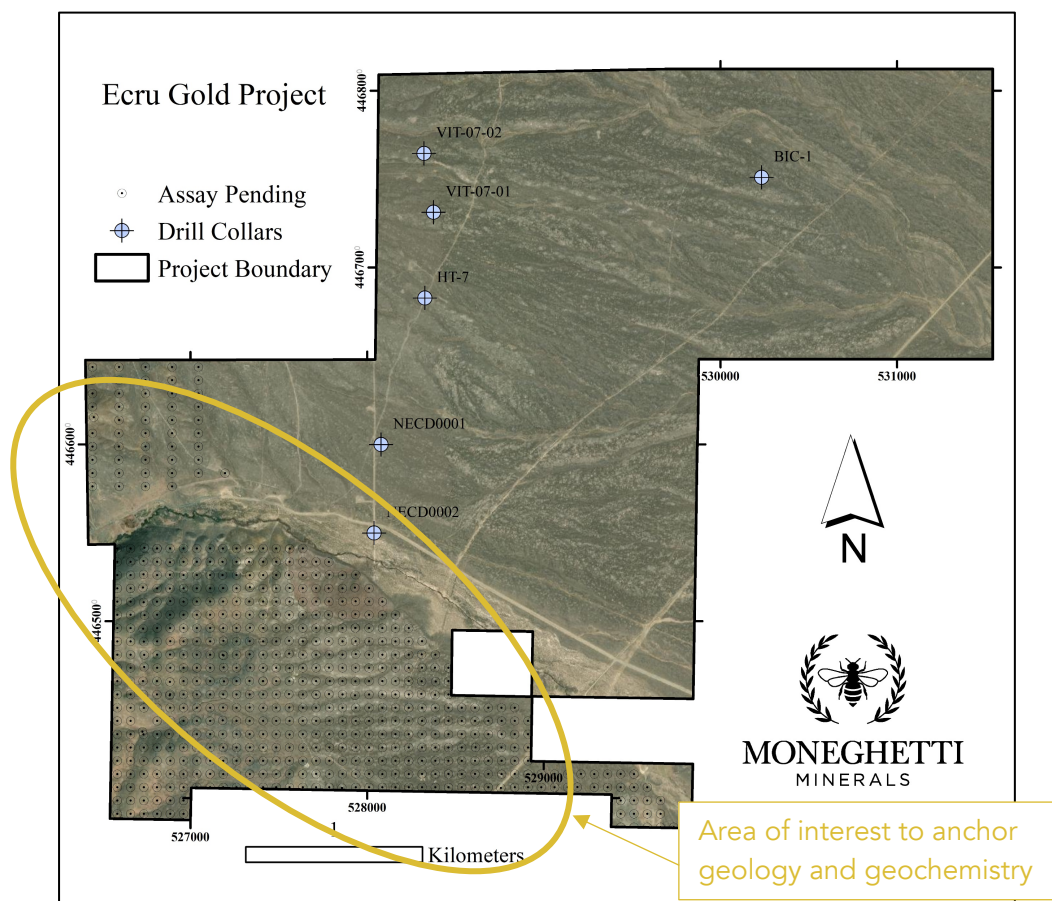 Ecru Gold Project
Assay Pending
Drill Collars
Project Boundary
446800
446700
446600
446500
VIT-07-02
BIC-1
VIT-07-01
HT-7
530000
531000
NECD0001
NECD0002
N
529000
528000
527000
1
Kilometers
MONEGHETTI
MINERALS
Area of interest to anchor
geology and geochemistry